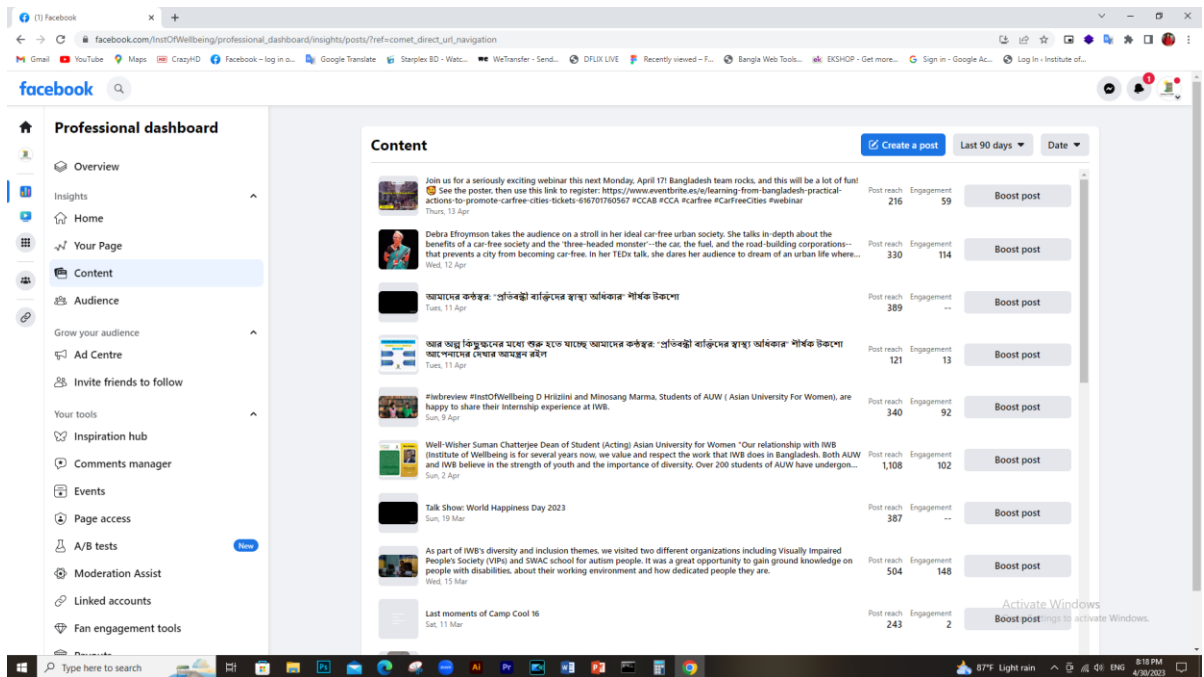 (1) Facebook
facebook.com/InstOfWellbeing/professional_dashboard/insights/posts/?ref=comet_direct_url_navigation
Gmail YouTube Maps CrazyHD Facebook – log in o... Google Translate Starplex BD - Watc... WeTransfer - Send... DFLIX LIVE Recently viewed – F... Bangla Web Tools... EKSHOP - Get more... Sign in - Google Ac... Log In ‹ Institute of...
facebook
1
Professional dashboard
Overview
Insights
Home
Your Page
Content
Audience
Grow your audience
Ad Centre
Invite friends to follow
Your tools
Inspiration hub
Comments manager
Events
Page access
A/B tests New
Moderation Assist
Linked accounts
Fan engagement tools
Content
Create a post Last 90 days Date
Join us for a seriously exciting webinar this next Monday, April 17! Bangladesh team rocks, and this will be a lot of fun!
🥰 See the poster, then use this link to register: https://www.eventbrite.es/e/learning-from-bangladesh-practical-
actions-to-promote-carfree-cities-tickets-616701760567 #CCAB #CCA #carfree #CarFreeCities #webinar
Thurs, 13 Apr
Post reach Engagement
216 59
Boost post
Debra Efroymson takes the audience on a stroll in her ideal car-free urban society. She talks in-depth about the
benefits of a car-free society and the 'three-headed monster'--the car, the fuel, and the road-building corporations--
that prevents a city from becoming car-free. In her TEDx talk, she dares her audience to dream of an urban life where...
Wed, 12 Apr
Post reach Engagement
330 114
Boost post
আমাদের কণ্ঠস্বর: "প্রতিবন্ধী ব্যক্তিদের স্বাস্থ্য অধিকার" শীর্ষক টকশো
Tues, 11 Apr
Post reach Engagement
389 --
Boost post
আর অল্প কিছুক্ষনের মধ্যে শুরু হতে যাচ্ছে আমাদের কণ্ঠস্বর: "প্রতিবন্ধী ব্যক্তিদের স্বাস্থ্য অধিকার" শীর্ষক টকশো
আপনাদের দেখার আমন্ত্রন রইল
Tues, 11 Apr
Post reach Engagement
121 13
Boost post
#iwbreview #InstOfWellbeing D Hriiziini and Minosang Marma, Students of AUW ( Asian University For Women), are
happy to share their Internship experience at IWB.
Sun, 9 Apr
Post reach Engagement
340 92
Boost post
Well-Wisher Suman Chatterjee Dean of Student (Acting) Asian University for Women "Our relationship with IWB
(Institute of Wellbeing is for several years now, we value and respect the work that IWB does in Bangladesh. Both AUW
and IWB believe in the strength of youth and the importance of diversity. Over 200 students of AUW have undergon...
Sun, 2 Apr
Post reach Engagement
1,108 102
Boost post
Talk Show: World Happiness Day 2023
Sun, 19 Mar
Post reach Engagement
387 --
Boost post
As part of IWB's diversity and inclusion themes, we visited two different organizations including Visually Impaired
People's Society (VIPs) and SWAC school for autism people. It was a great opportunity to gain ground knowledge on
people with disabilities, about their working environment and how dedicated people they are.
Wed, 15 Mar
Post reach Engagement
504 148
Boost post
Last moments of Camp Cool 16
Sat, 11 Mar
Post reach Engagement
243 2
Boost post
Activate Windows
Type here to search
87°F Light rain ENG 8:18 PM
4/30/2023